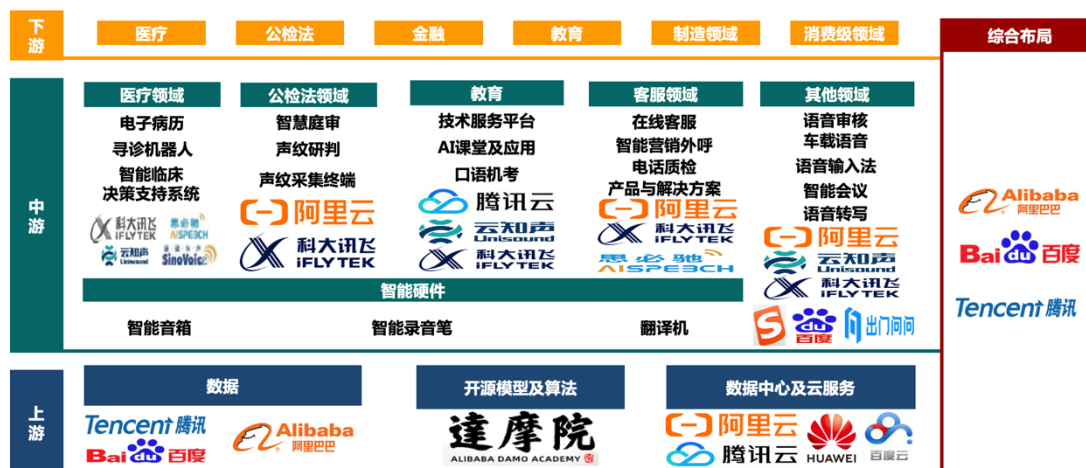 下游
医疗
公检法
金融
教育
制造领域
消费级领域
综合布局
中游
医疗领域
电子病历
寻诊机器人
智能临床
决策支持系统
科大讯飞
iFLYTEK
思必驰
AISPEECH
云知声
Unisound
SinoVoice
公检法领域
智慧庭审
声纹研判
声纹采集终端
阿里云
科大讯飞
iFLYTEK
教育
技术服务平台
AI课堂及应用
口语机考
腾讯云
云知声
Unisound
科大讯飞
iFLYTEK
客服领域
在线客服
智能营销外呼
电话质检
产品与解决方案
阿里云
科大讯飞
iFLYTEK
思必驰
AISPEECH
其他领域
语音审核
车载语音
语音输入法
智能会议
语音转写
阿里云
云知声
Unisound
科大讯飞
iFLYTEK
S
du
百度
出门问问
智能硬件
智能音箱
智能录音笔
翻译机
Alibaba
阿里巴巴
Bai du 百度
Tencent 腾讯
上游
数据
Tencent 腾讯
Bai du 百度
Alibaba
阿里巴巴
开源模型及算法
達摩院
ALIBABA DAMO ACADEMY
数据中心及云服务
阿里云
腾讯云
HUAWEI
百度云